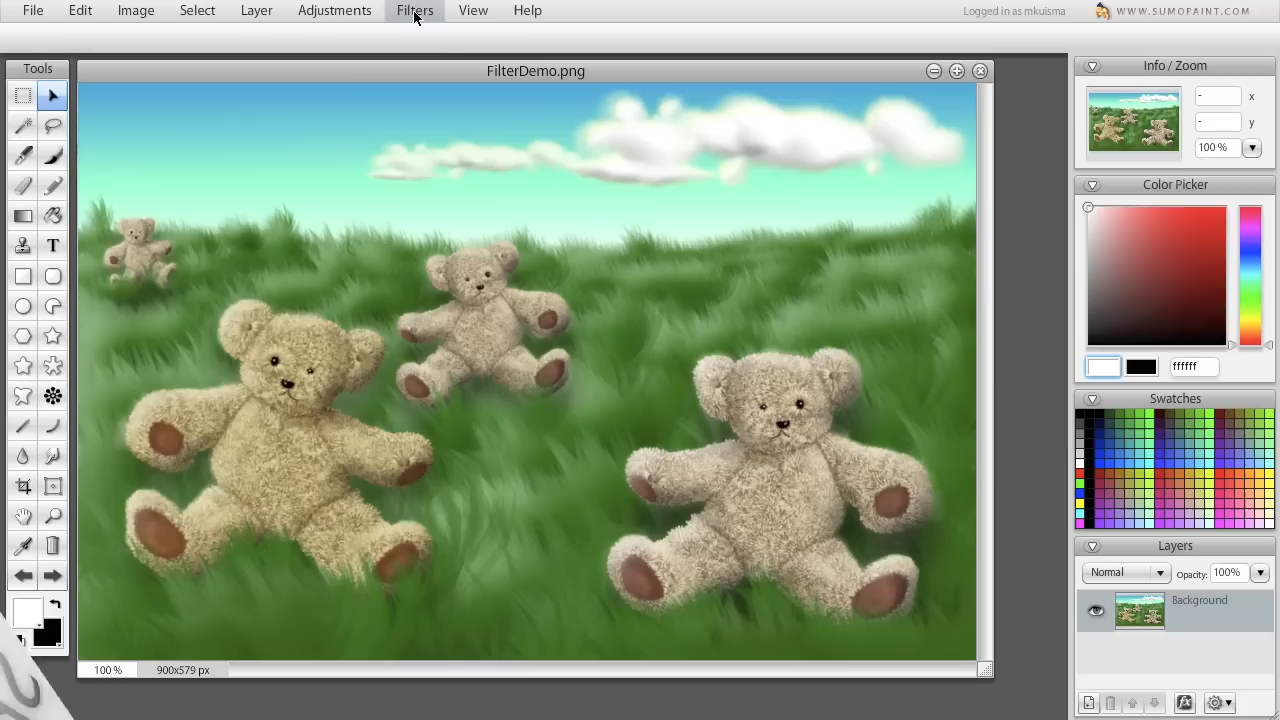 File Edit Image Select Layer Adjustments Filters View Help Logged in as mkuisma WWW.SUMOPAINT.COM
Tools
FilterDemo.png
Info / Zoom
- x
- y
100 %
Color Picker
ffffff
Swatches
Layers
Normal Opacity: 100%
Background
T
100 % 900x579 px